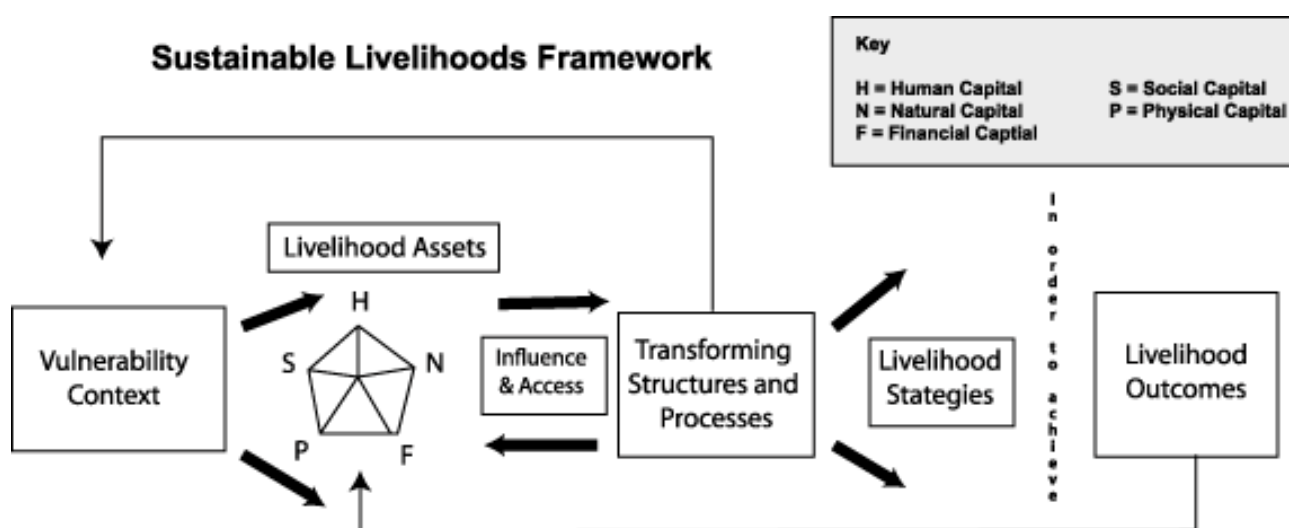 Sustainable Livelihoods Framework
Key
H = Human Capital
S = Social Capital
N = Natural Capital
P = Physical Capital
F = Financial Captial
Livelihood Assets
H
S
N
P
F
Vulnerability
Context
Influence
& Access
Transforming
Structures and
Processes
Livelihood
Stategies
In order to achieve
Livelihood
Outcomes